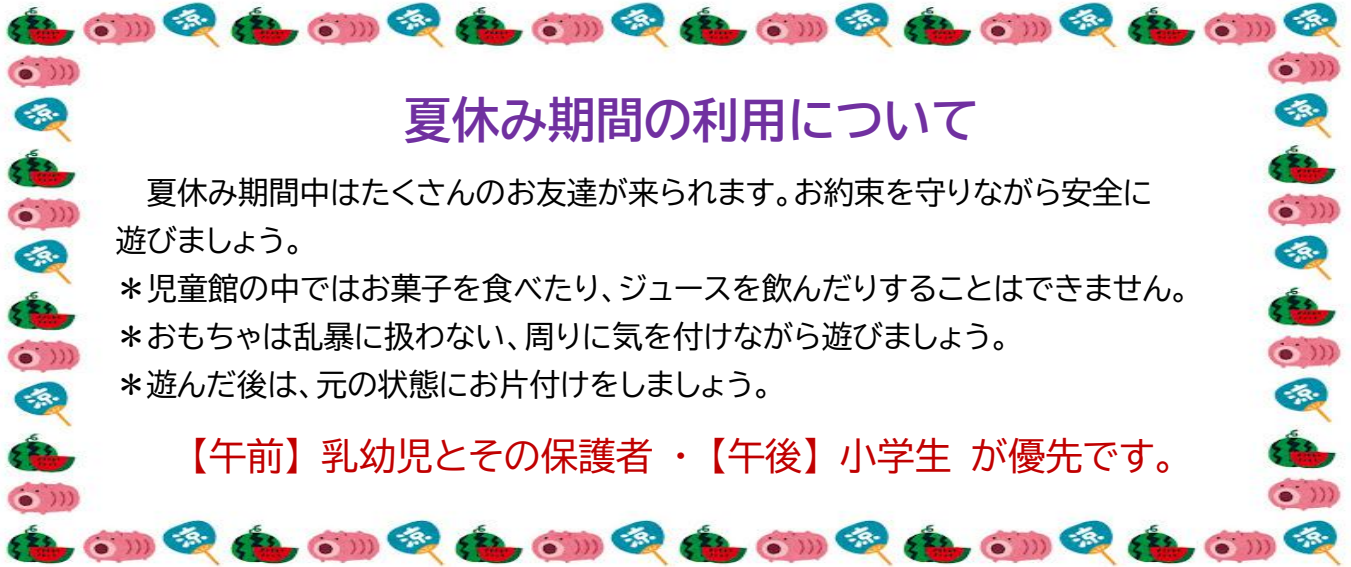 夏休み期間の利用について
夏休み期間中はたくさんのお友達が来られます。お約束を守りながら安全に
遊びましょう。
＊児童館の中ではお菓子を食べたり、ジュースを飲んだりすることはできません。
＊おもちゃは乱暴に扱わない、周りに気を付けながら遊びましょう。
＊遊んだ後は、元の状態にお片付けをしましょう。
【午前】乳幼児とその保護者 ・【午後】小学生 が優先です。